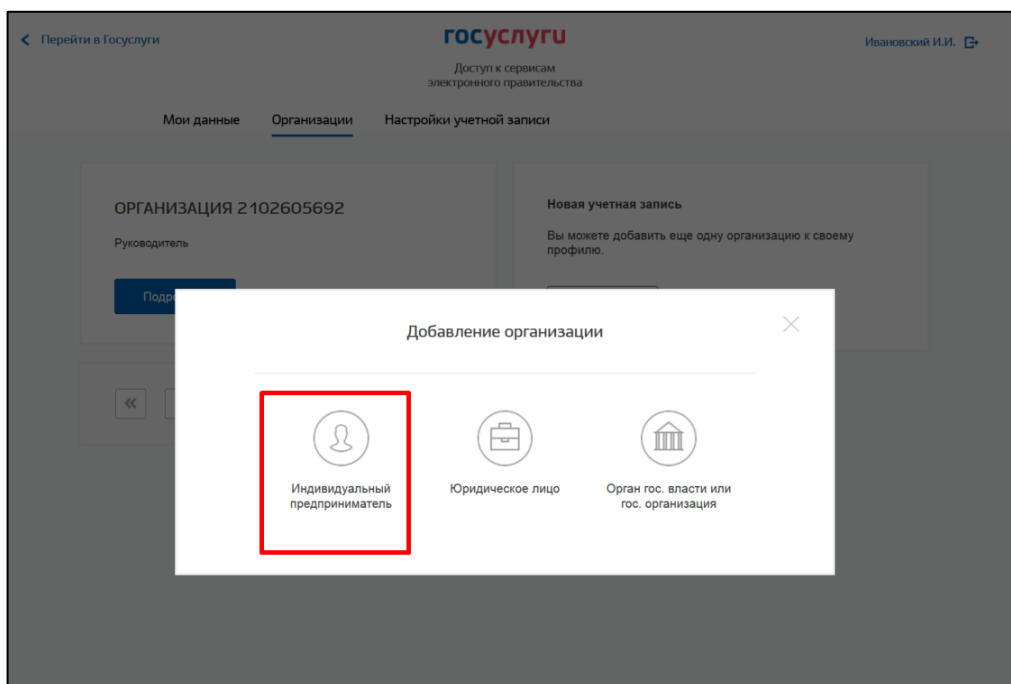 Перейти в Госуслуги
госуслуги
Ивановский И.И.
Доступ к сервисам
электронного правительства
Мои данные Организации Настройки учетной записи
ОРГАНИЗАЦИЯ 2102605692
Руководитель
Новая учетная запись
Вы можете добавить еще одну организацию к своему
профилю.
Добавление организации
Индивидуальный
предприниматель
Юридическое лицо
Орган гос. власти или
гос. организация